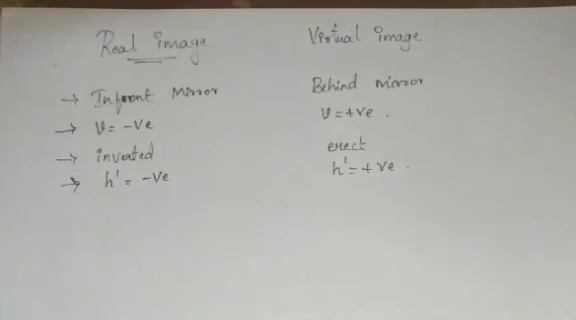 Real image
→ Infront Mirror
→ V = -Ve
→ inverted
→ h' = -Ve
Virtual image
Behind mirror
V = +ve.
erect
h' = + ve.